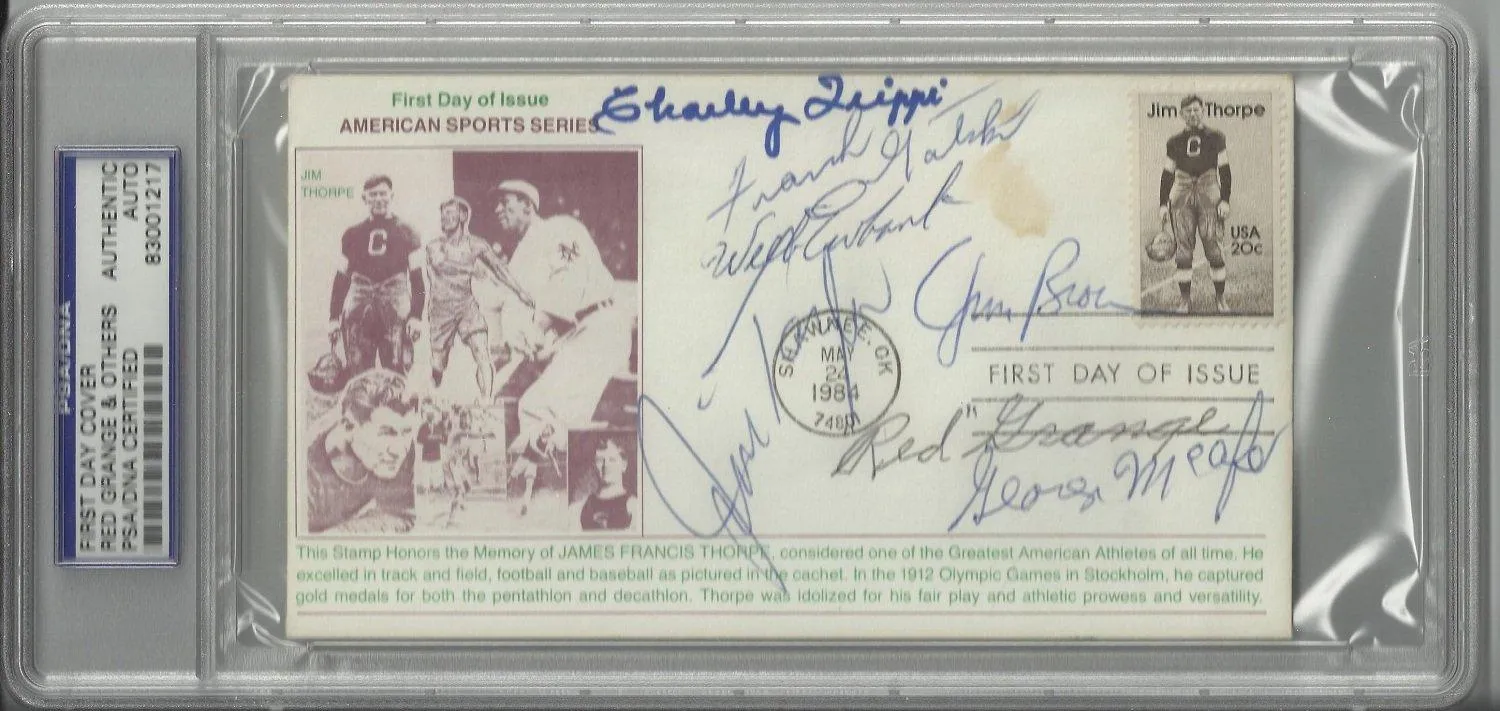 PSA/DNA
FIRST DAY COVER
RED GRANGE & OTHERS AUTHENTIC
AUTO
PSA/DNA CERTIFIED 83001217
First Day of Issue
AMERICAN SPORTS SERIES
JIM
THORPE
Charley Trippi
Frank Gatski
Weeb Ewbank
Jim Brown
Jim Thorpe
USA
20c
SHAWNEE, OK
MAY
24
1984
FIRST DAY OF ISSUE
"Red" Grange
George McAfee
This Stamp Honors the Memory of JAMES FRANCIS THORPE, considered one of the Greatest American Athletes of all time. He
excelled in track and field, football and baseball as pictured in the cachet. In the 1912 Olympic Games in Stockholm, he captured
gold medals for both the pentathlon and decathlon. Thorpe was idolized for his fair play and athletic prowess and versatility.